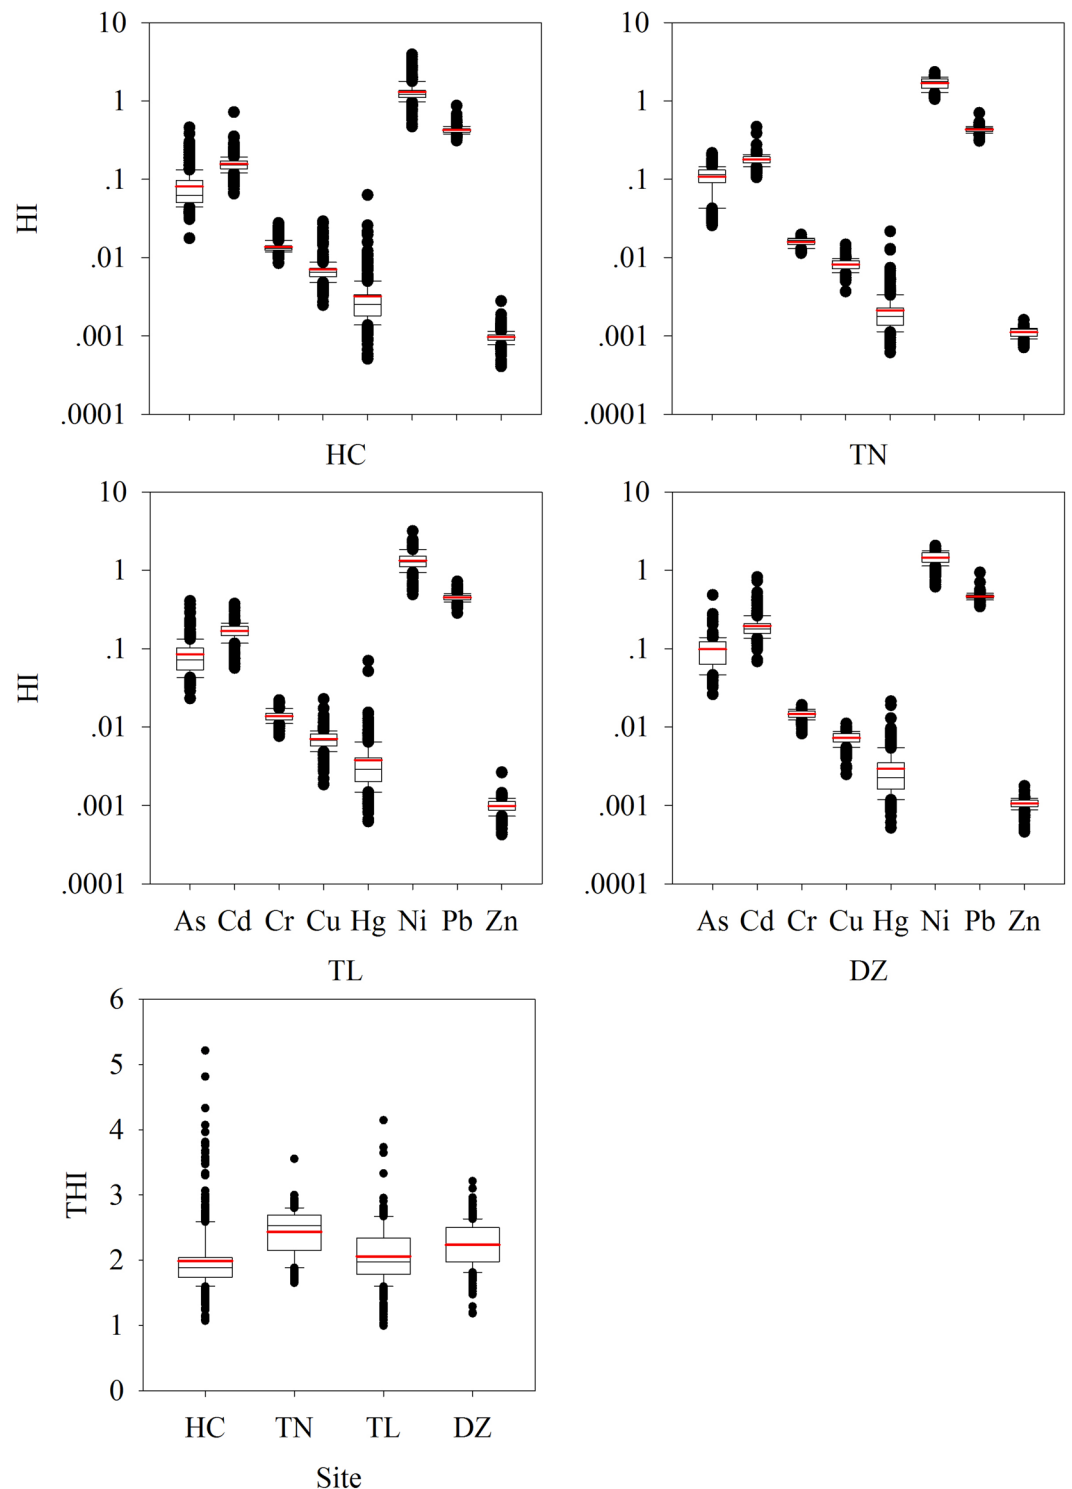 10
1
.1
.01
.001
.0001
HI
HC
10
1
.1
.01
.001
.0001
TN
10
1
.1
.01
.001
.0001
HI
As Cd Cr Cu Hg Ni Pb Zn
TL
10
1
.1
.01
.001
.0001
As Cd Cr Cu Hg Ni Pb Zn
DZ
6
5
4
3
2
1
0
THI
HC TN TL DZ
Site